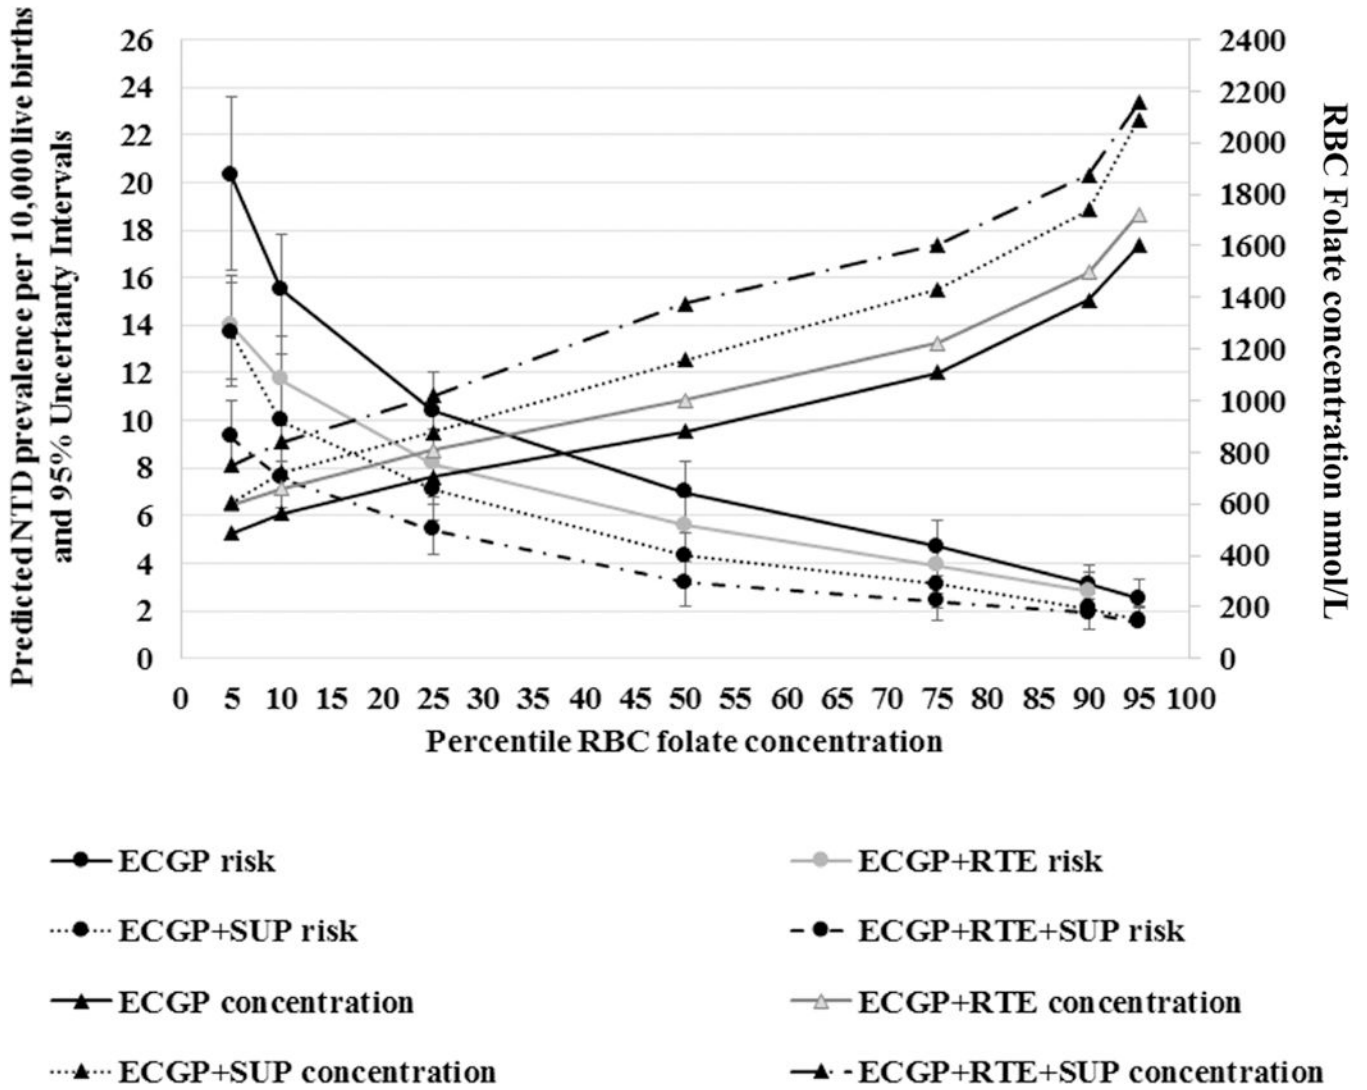 Predicted NTD prevalence per 10,000 live births
and 95% Uncertanty Intervals
26
24
22
20
18
16
14
12
10
8
6
4
2
0
2400
2200
2000
1800
1600
1400
1200
1000
800
600
400
200
0
RBC Folate concentration nmol/L
0 5 10 15 20 25 30 35 40 45 50 55 60 65 70 75 80 85 90 95 100
Percentile RBC folate concentration
ECGP risk
ECGP+RTE risk
ECGP+SUP risk
ECGP+RTE+SUP risk
ECGP concentration
ECGP+RTE concentration
ECGP+SUP concentration
ECGP+RTE+SUP concentration